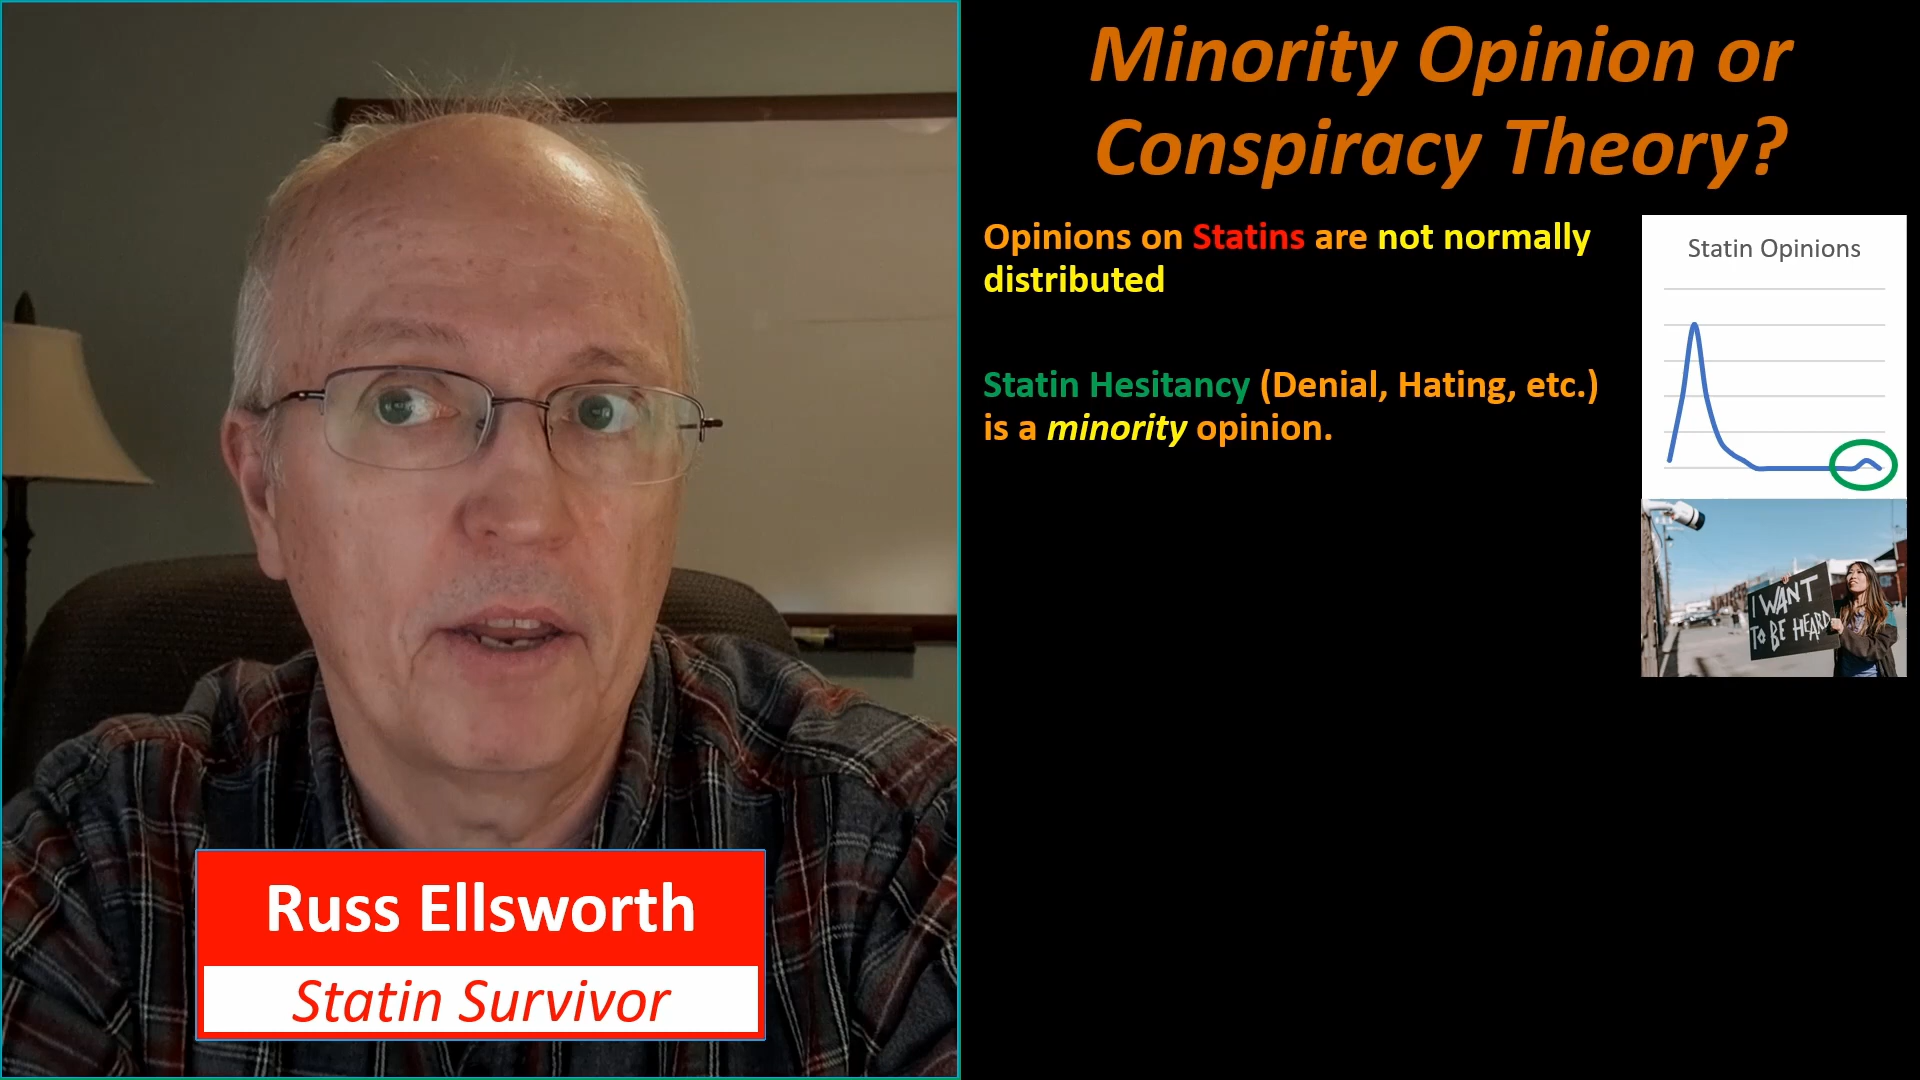 Minority Opinion or
Conspiracy Theory?
Opinions on Statins are not normally
distributed
Statin Hesitancy (Denial, Hating, etc.)
is a minority opinion.
Statin Opinions
I WANT
TO BE HEARD
Russ Ellsworth
Statin Survivor